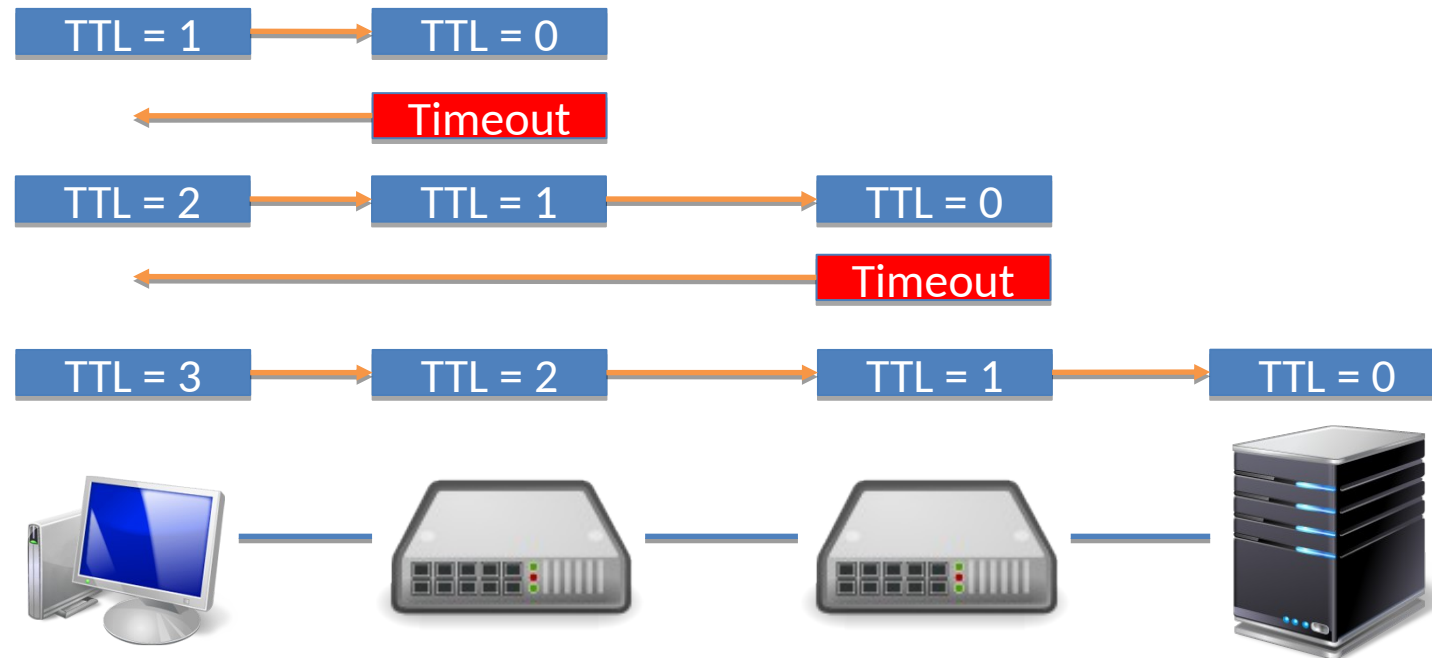 TTL = 1 TTL = 0
Timeout
TTL = 2 TTL = 1 TTL = 0
Timeout
TTL = 3 TTL = 2 TTL = 1 TTL = 0